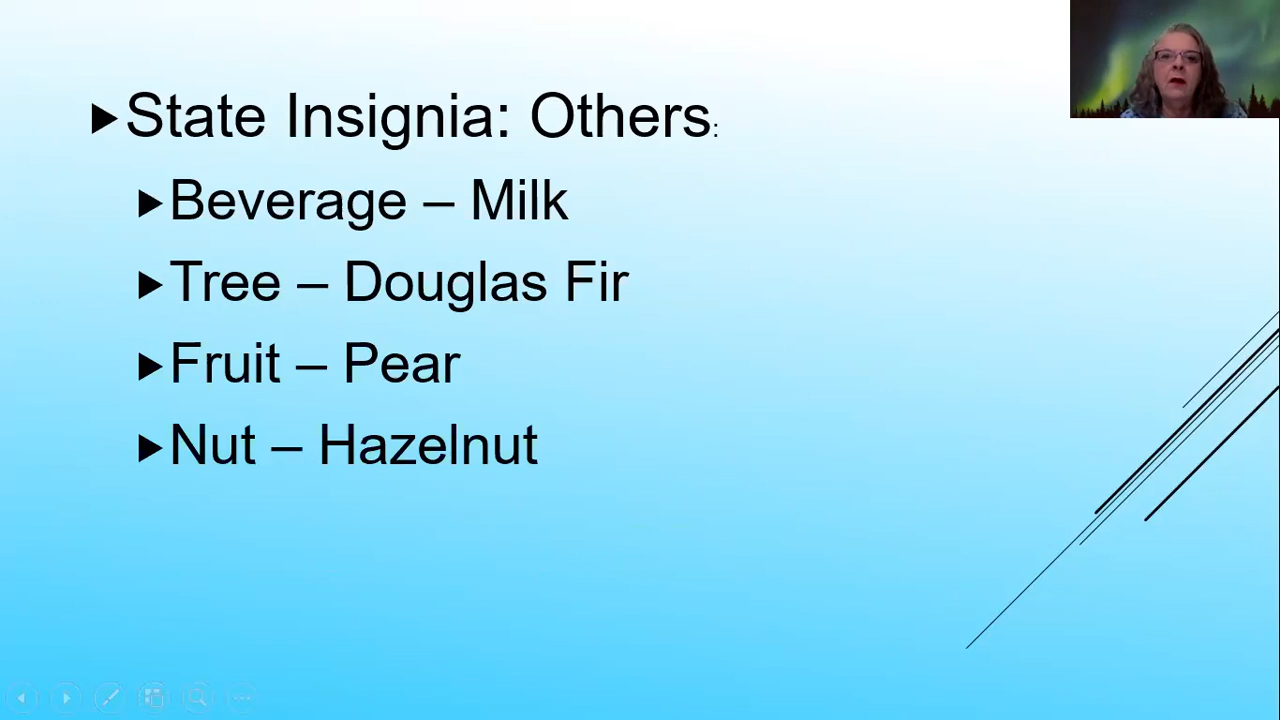 State Insignia: Others:
Beverage – Milk
Tree – Douglas Fir
Fruit – Pear
Nut – Hazelnut